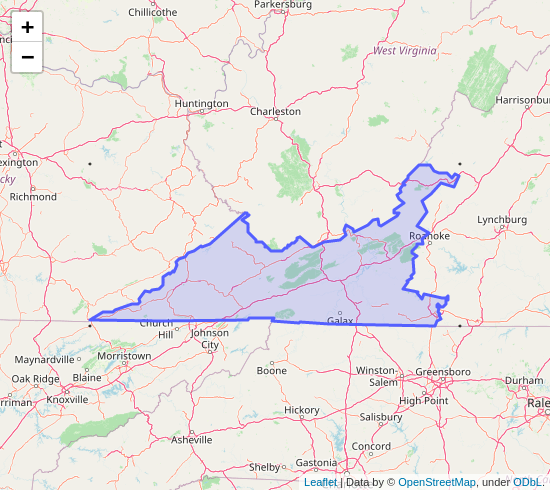 Chillicothe
Parkersburg
+
−
West Virginia
Huntington
Charleston
Harrisonbu
exington
cky
Richmond
Lynchburg
Roanoke
Church
Hill
Galax
Johnson
City
Maynardville
Morristown
Oak Ridge
Blaine
Boone
Winston-
Salem
Greensboro
rriman
Knoxville
High Point
Durham
Rale
Hickory
Salisbury
Asheville
Concord
Shelby
Gastonia
Leaflet | Data by © OpenStreetMap, under ODbL.